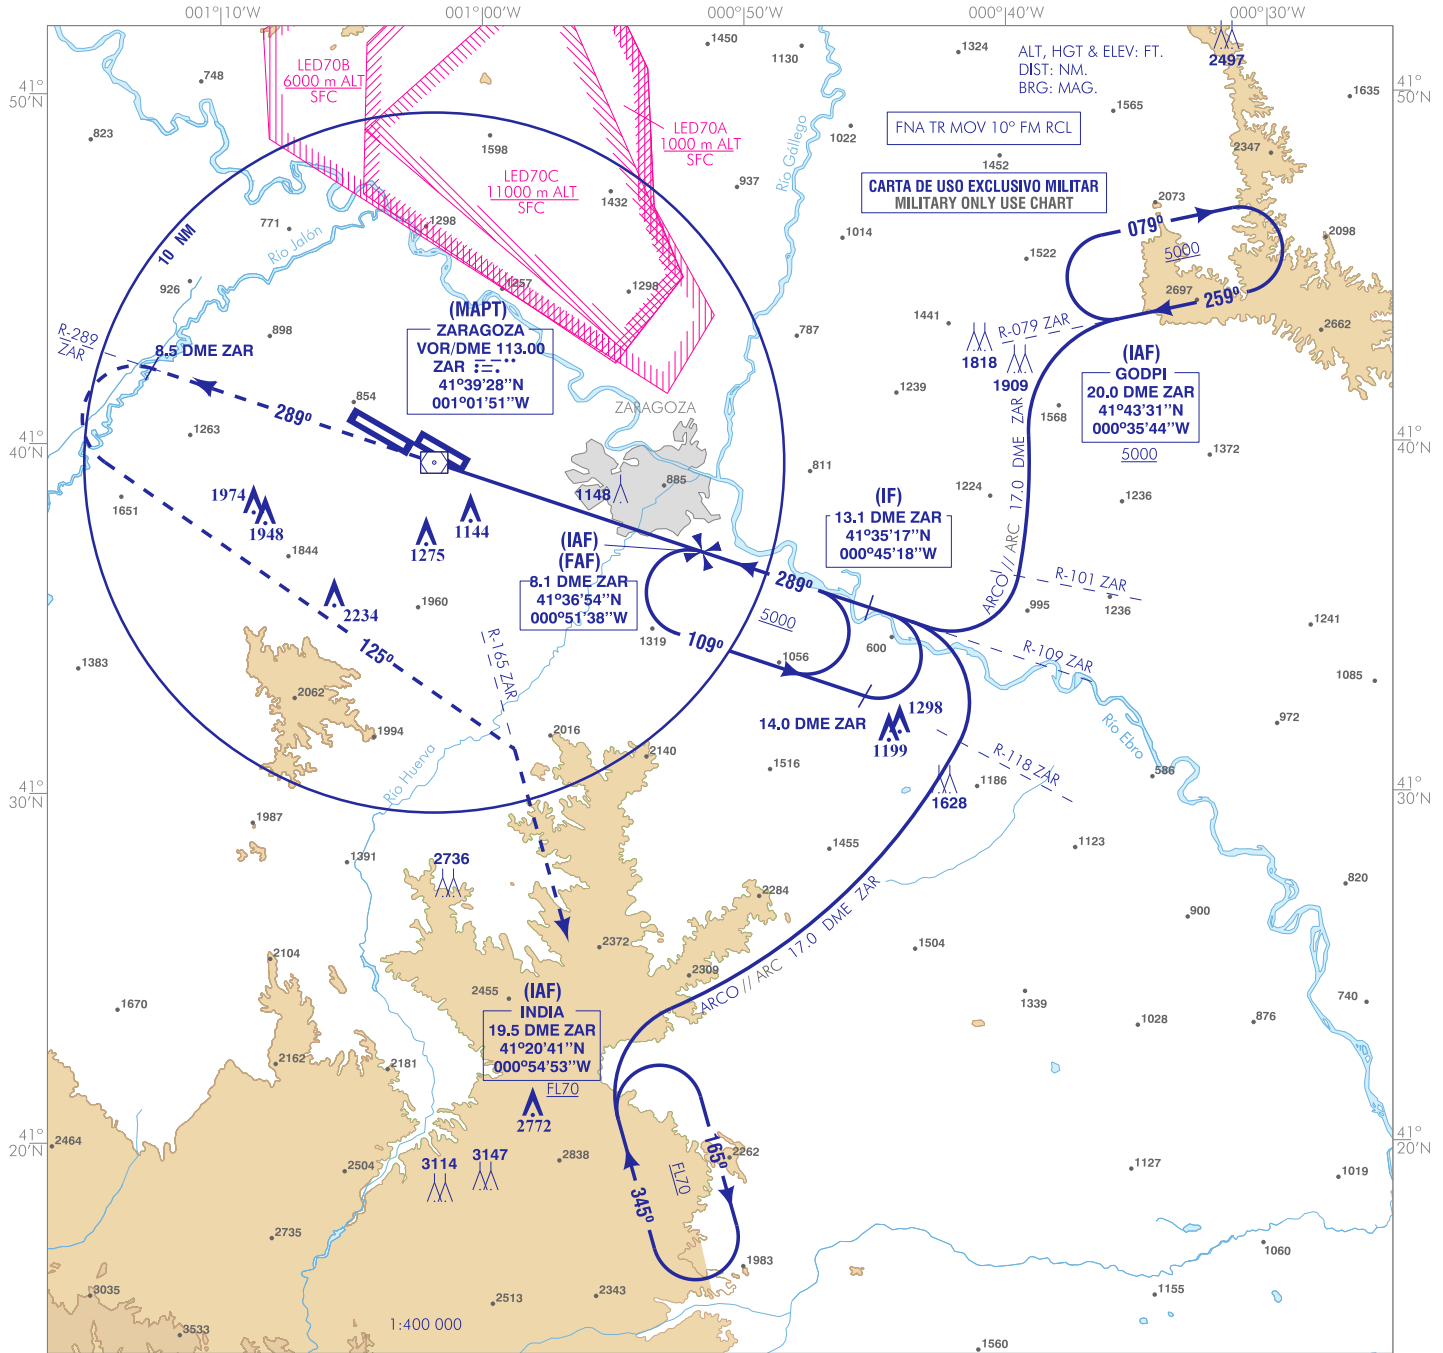 001°10'W
001°00'W
000°50'W
000°40'W
000°30'W
41°
50'N
41°
40'N
41°
30'N
41°
20'N
41°
50'N
41°
40'N
41°
30'N
41°
20'N
ALT, HGT & ELEV: FT.
DIST: NM.
BRG: MAG.
FNA TR MOV 10° FM RCL
CARTA DE USO EXCLUSIVO MILITAR
MILITARY ONLY USE CHART
LED70B
6000 m ALT
SFC
LED70A
1000 m ALT
SFC
LED70C
11000 m ALT
SFC
748
823
771
926
898
854
1263
1651
1844
1598
1432
1298
1257
1298
1450
1130
1022
937
1014
787
811
885
1324
1565
1452
1522
1441
1239
1224
1568
1372
1236
1236
995
2497
1635
2347
2073
2098
2697
2662
1818
1909
10 NM
Río Jalón
Río Gállego
Río Huerva
Río Ebro
R-289
ZAR
8.5 DME ZAR
289°
(MAPT)
ZARAGOZA
VOR/DME 113.00
ZAR
41°39'28''N
001°01'51''W
ZARAGOZA
079°
5000
259°
R-079 ZAR
(IAF)
GODPI
20.0 DME ZAR
41°43'31''N
000°35'44''W
5000
ARCO // ARC 17.0 DME ZAR
(IF)
13.1 DME ZAR
41°35'17''N
000°45'18''W
R-101 ZAR
R-109 ZAR
R-118 ZAR
(IAF)
(FAF)
8.1 DME ZAR
41°36'54''N
000°51'38''W
289°
5000
109°
14.0 DME ZAR
1974
1948
1275
1144
1148
2234
125°
R-165 ZAR
1960
1319
1056
600
1298
1199
1628
1186
1241
1085
972
586
1383
2062
1994
1987
1391
2016
2140
1516
1455
1123
820
900
2736
2284
2372
2309
2455
1504
1339
1028
876
740
2104
1670
2162
2181
ARCO // ARC 17.0 DME ZAR
(IAF)
INDIA
19.5 DME ZAR
41°20'41''N
000°54'53''W
FL70
2772
2464
2504
3114
3147
2838
2262
165°
FL70
345°
1127
1019
2735
3035
3533
2513
2343
1983
1060
1155
1560
1:400 000